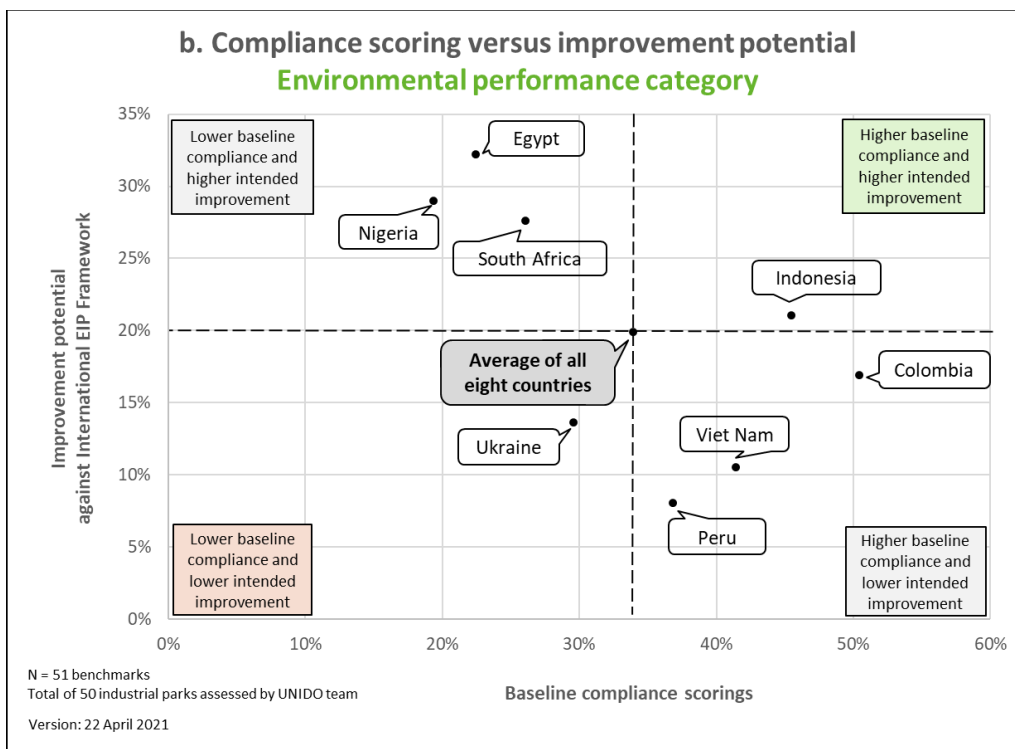 b. Compliance scoring versus improvement potential
Environmental performance category
Improvement potential
against International EIP Framework
35%
30%
25%
20%
15%
10%
5%
0%
Lower baseline
compliance and
higher intended
improvement
Higher baseline
compliance and
higher intended
improvement
Egypt
Nigeria
South Africa
Indonesia
Average of all
eight countries
Colombia
Ukraine
Viet Nam
Peru
Lower baseline
compliance and
lower intended
improvement
Higher baseline
compliance and
lower intended
improvement
0%
10%
20%
30%
40%
50%
60%
Baseline compliance scorings
N = 51 benchmarks
Total of 50 industrial parks assessed by UNIDO team
Version: 22 April 2021